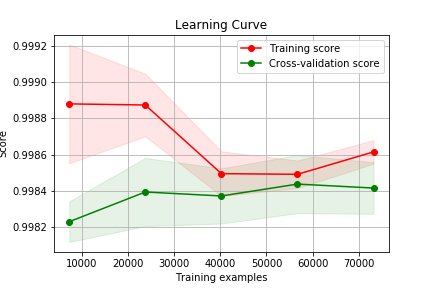 Learning Curve
0.9992
0.9990
0.9988
0.9986
0.9984
0.9982
Score
Training score
Cross-validation score
10000 20000 30000 40000 50000 60000 70000
Training examples